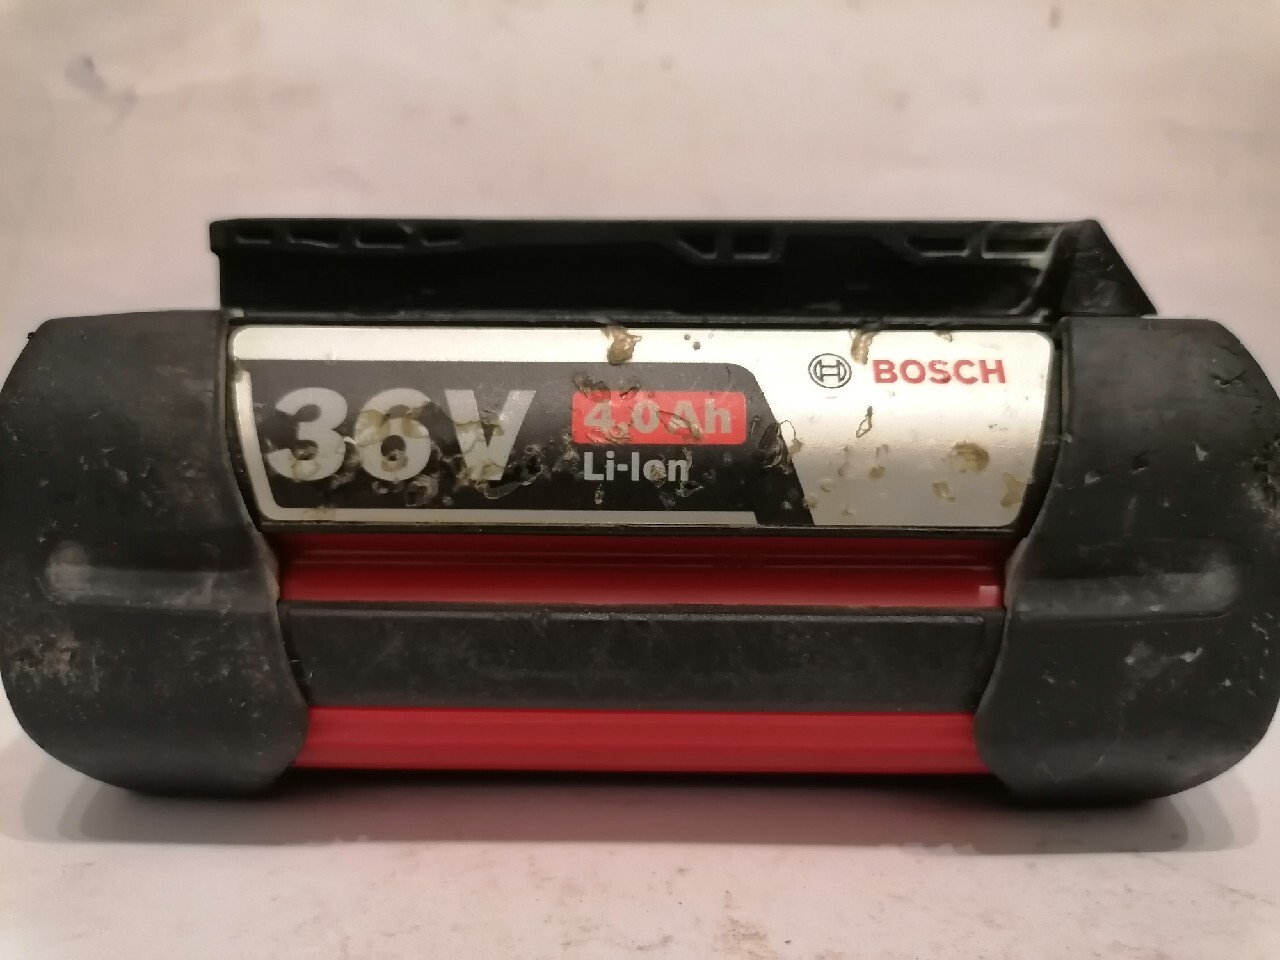 BOSCH
36V
4.0Ah
Li-Ion